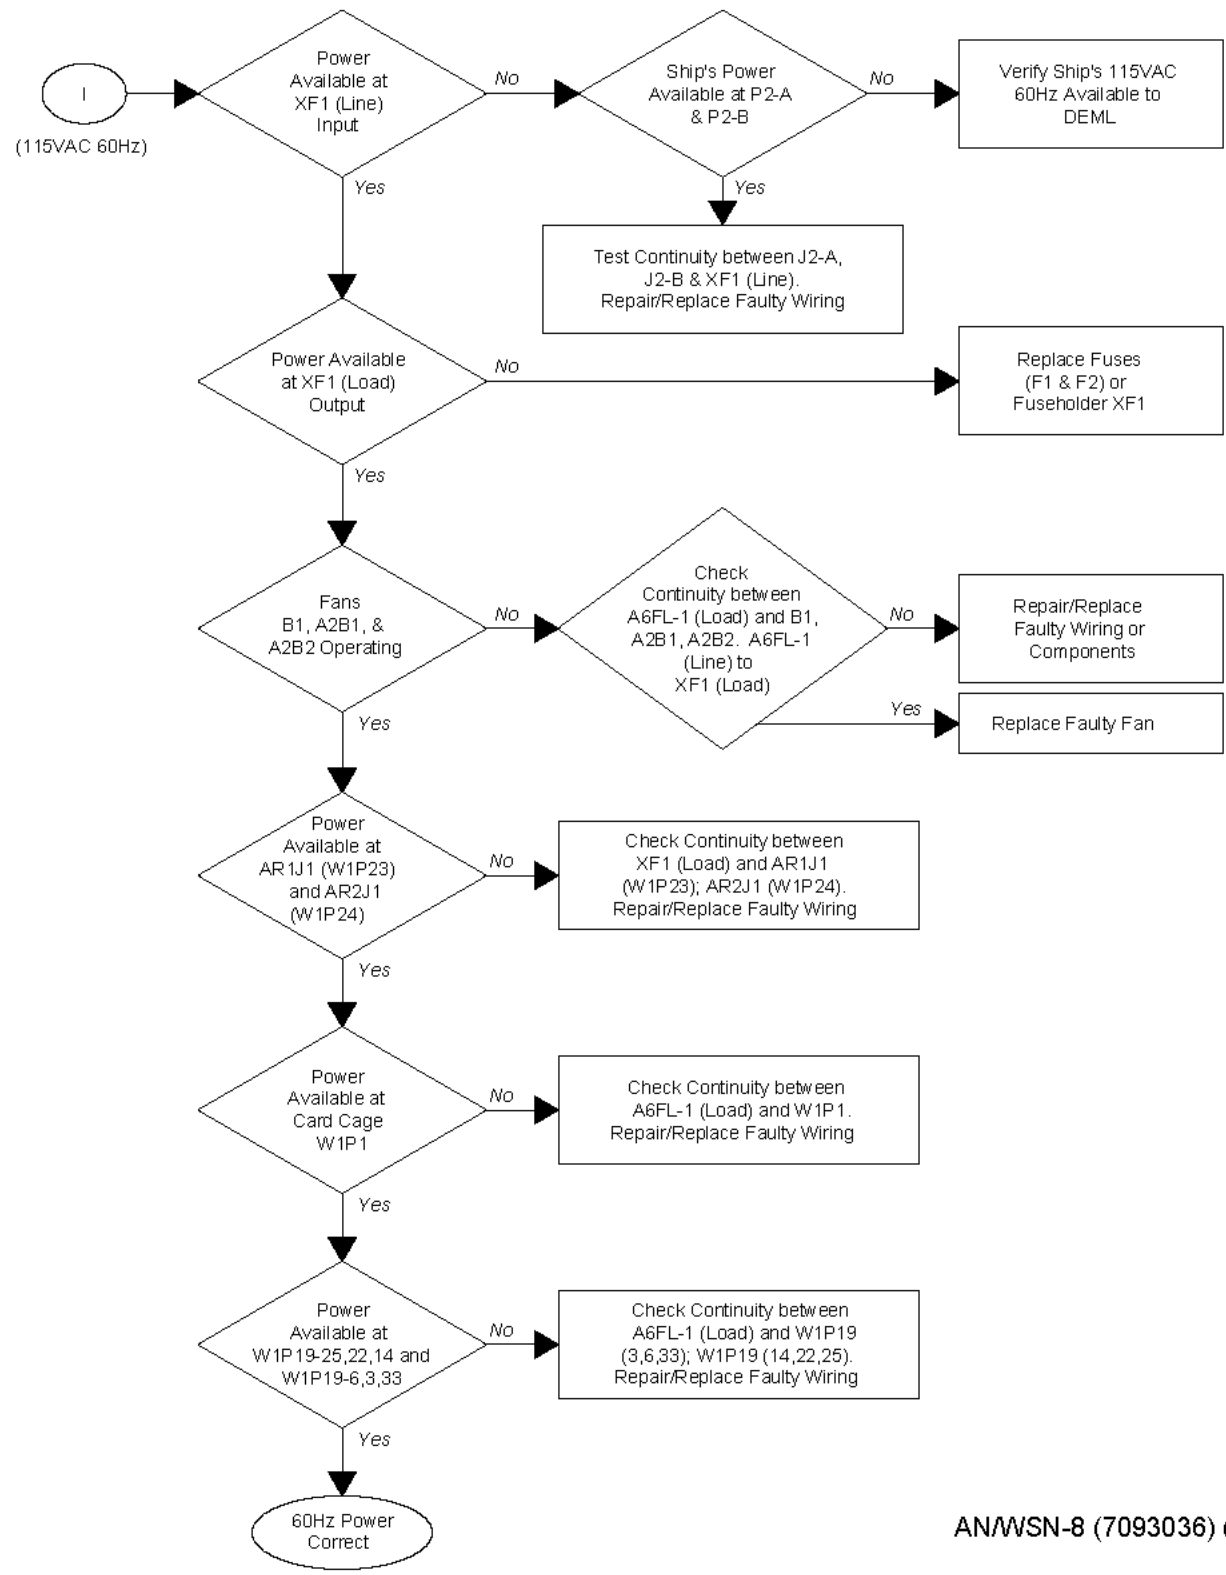 I
(115VAC 60Hz)
Power
Available at
XF1 (Line)
Input
No
Ship's Power
Available at P2-A
& P2-B
No
Verify Ship's 115VAC
60Hz Available to
DEML
Yes
Yes
Test Continuity between J2-A,
J2-B & XF1 (Line).
Repair/Replace Faulty Wiring
Power Available
at XF1 (Load)
Output
No
Replace Fuses
(F1 & F2) or
Fuseholder XF1
Yes
Fans
B1, A2B1, &
A2B2 Operating
No
Check
Continuity between
A6FL-1 (Load) and B1,
A2B1, A2B2. A6FL-1
(Line) to
XF1 (Load)
No
Repair/Replace
Faulty Wiring or
Components
Yes
Replace Faulty Fan
Yes
Power
Available at
AR1J1 (W1P23)
and AR2J1
(W1P24)
No
Check Continuity between
XF1 (Load) and AR1J1
(W1P23); AR2J1 (W1P24).
Repair/Replace Faulty Wiring
Yes
Power
Available at
Card Cage
W1P1
No
Check Continuity between
A6FL-1 (Load) and W1P1.
Repair/Replace Faulty Wiring
Yes
Power
Available at
W1P19-25,22,14 and
W1P19-6,3,33
No
Check Continuity between
A6FL-1 (Load) and W1P19
(3,6,33); W1P19 (14,22,25).
Repair/Replace Faulty Wiring
Yes
60Hz Power
Correct
AN/WSN-8 (7093036)